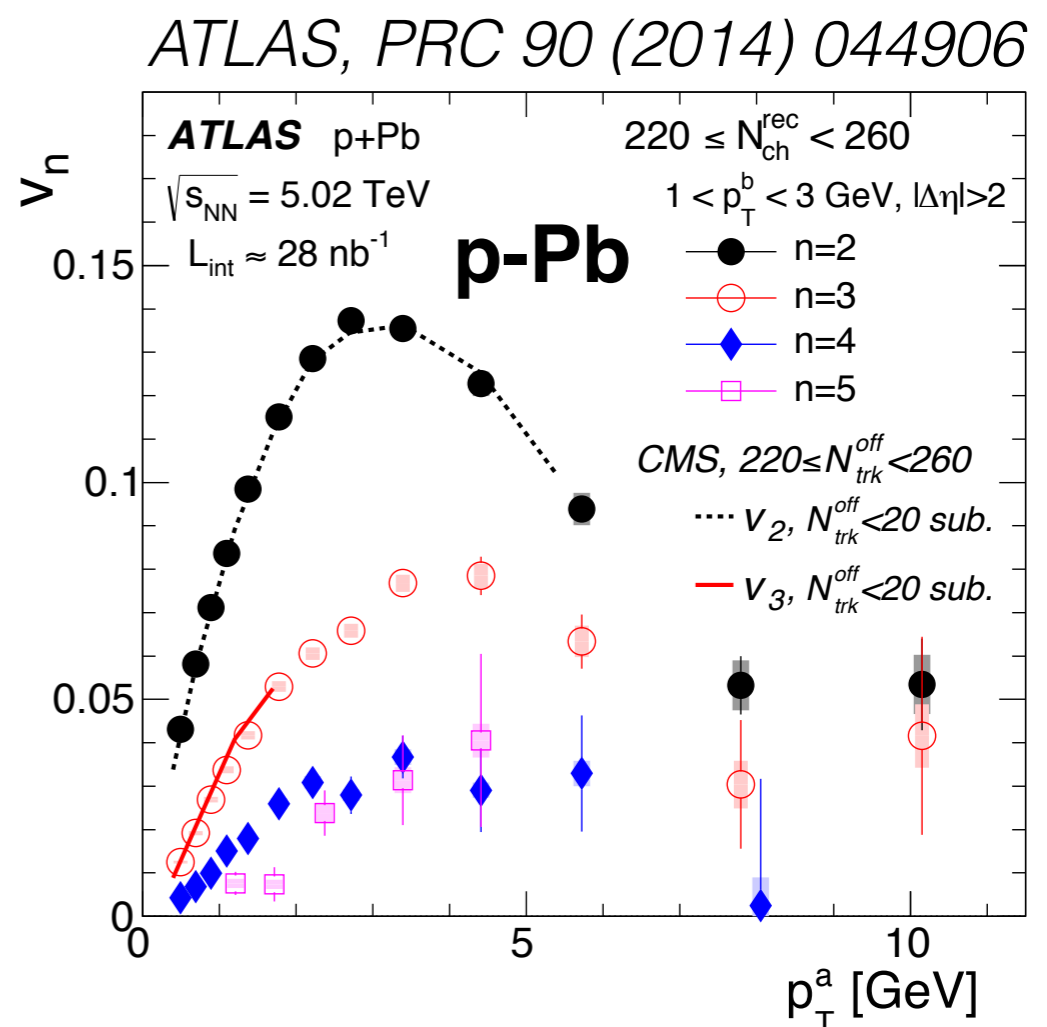 ATLAS, PRC 90 (2014) 044906
ATLAS p+Pb
√s_NN = 5.02 TeV
L_int ≈ 28 nb^-1
p-Pb
220 ≤ N_ch^rec < 260
1 < p_T^b < 3 GeV, |Δη|>2
n=2
n=3
n=4
n=5
CMS, 220≤N_trk^off<260
v_2, N_trk^off<20 sub.
v_3, N_trk^off<20 sub.
v_n
0.15
0.1
0.05
0
0 5 10
p_T^a [GeV]